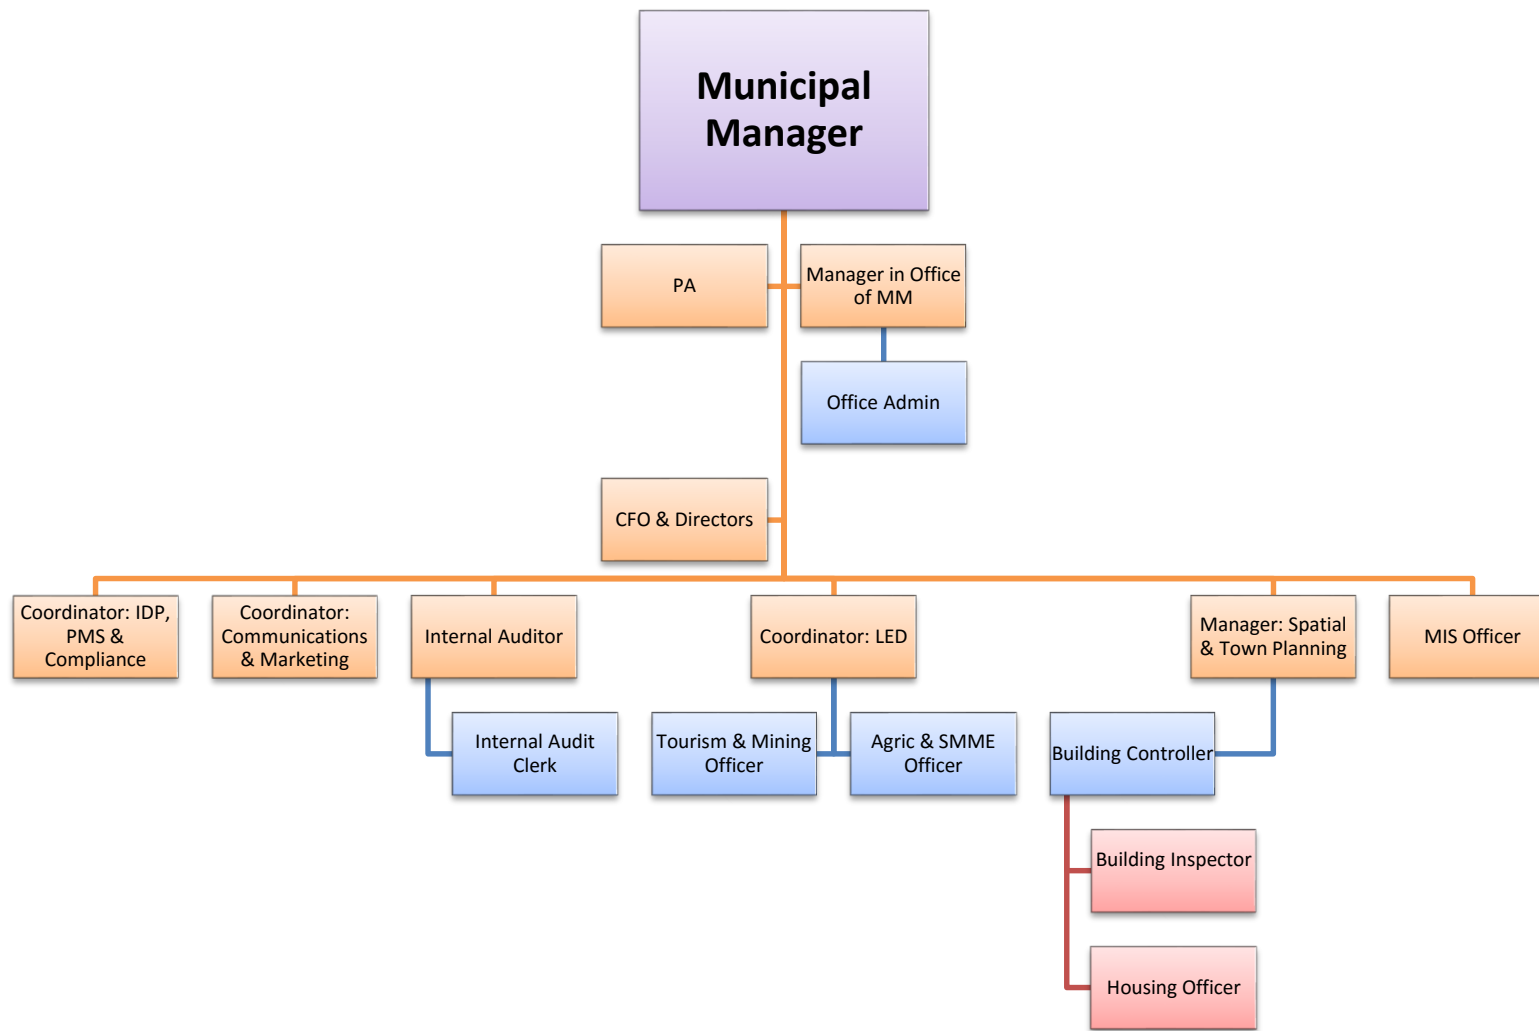 Municipal
Manager
PA
Manager in Office
of MM
Office Admin
CFO & Directors
Coordinator: IDP,
PMS &
Compliance
Coordinator:
Communications
& Marketing
Internal Auditor
Coordinator: LED
Manager: Spatial
& Town Planning
MIS Officer
Internal Audit
Clerk
Tourism & Mining
Officer
Agric & SMME
Officer
Building Controller
Building Inspector
Housing Officer